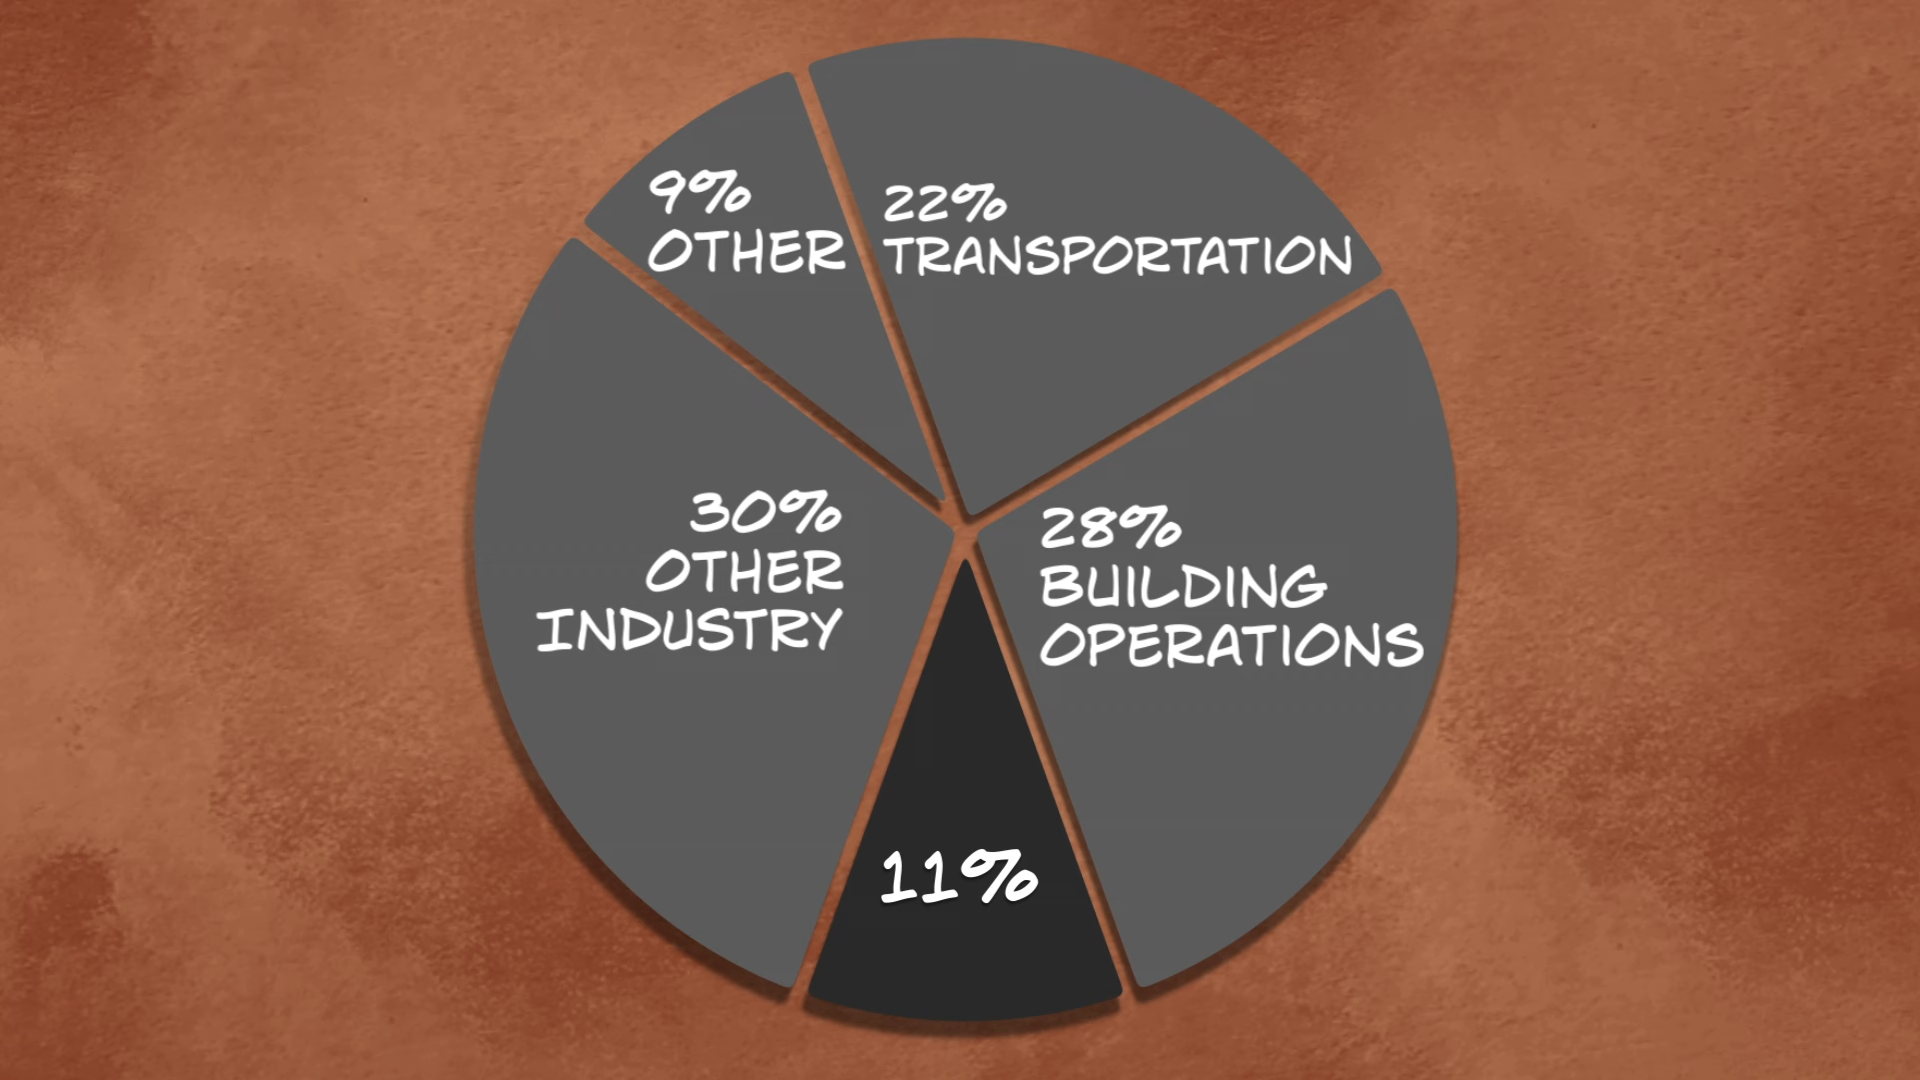 9%
OTHER
22%
TRANSPORTATION
30%
OTHER
INDUSTRY
28%
BUILDING
OPERATIONS
11%